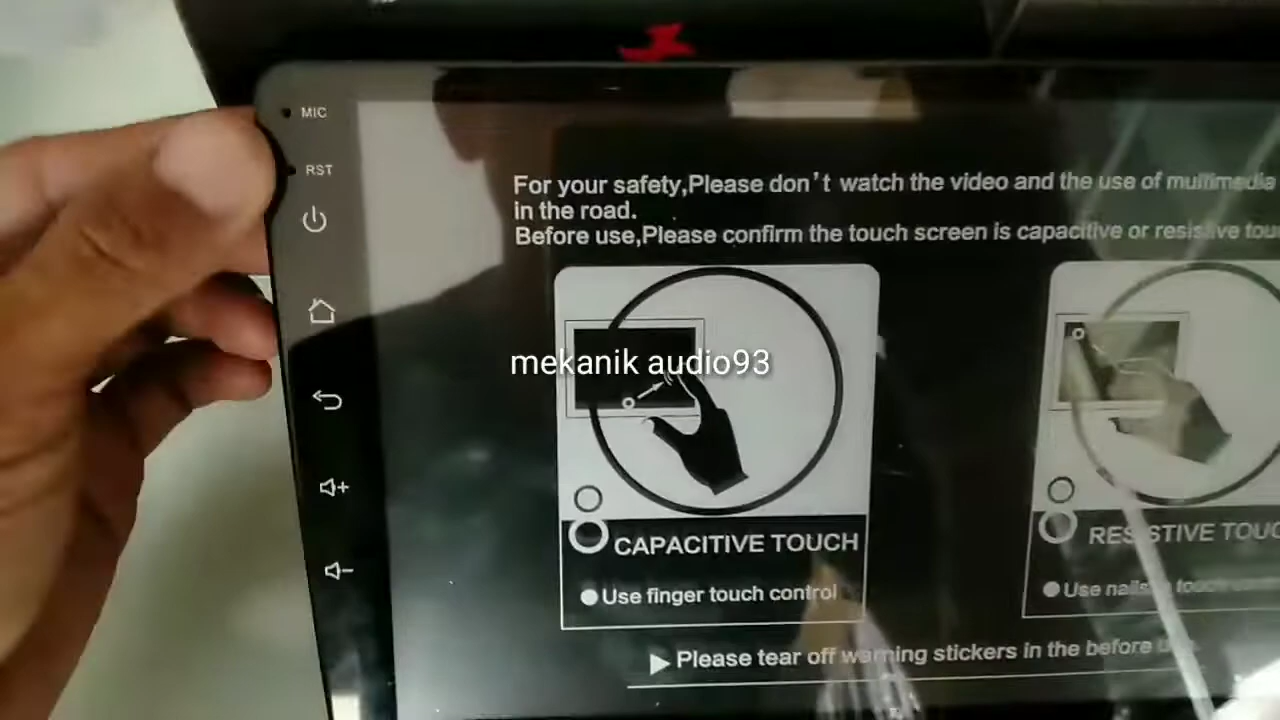 MIC
RST
For your safety,Please don't watch the video and the use of multimedia
in the road.
Before use,Please confirm the touch screen is capacitive or resistive
mekanik audio93
CAPACITIVE TOUCH
Use finger touch control
RESISTIVE
Use nails
Please tear off warning stickers in the before